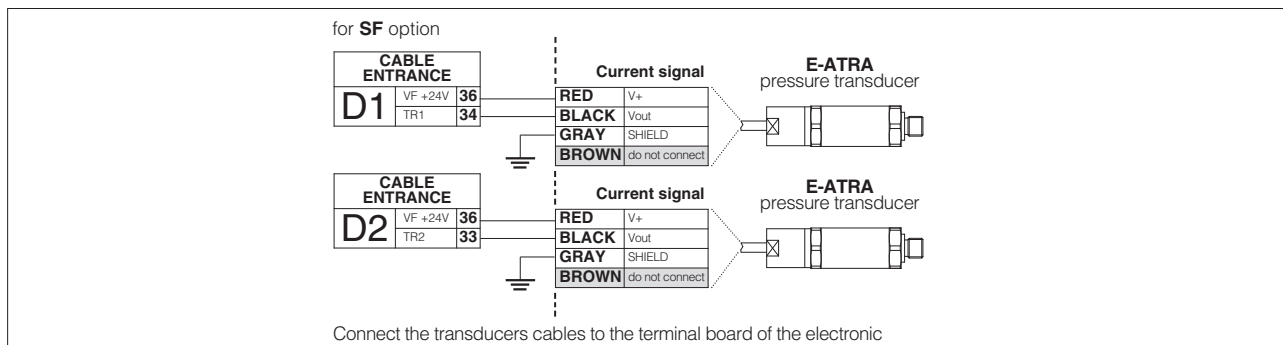 for SF option
CABLE ENTRANCE
D1
VF +24V 36
TR1 34
Current signal
RED V+
BLACK Vout
GRAY SHIELD
BROWN do not connect
E-ATRA
pressure transducer
CABLE ENTRANCE
D2
VF +24V 36
TR2 33
Current signal
RED V+
BLACK Vout
GRAY SHIELD
BROWN do not connect
E-ATRA
pressure transducer
Connect the transducers cables to the terminal board of the electronic